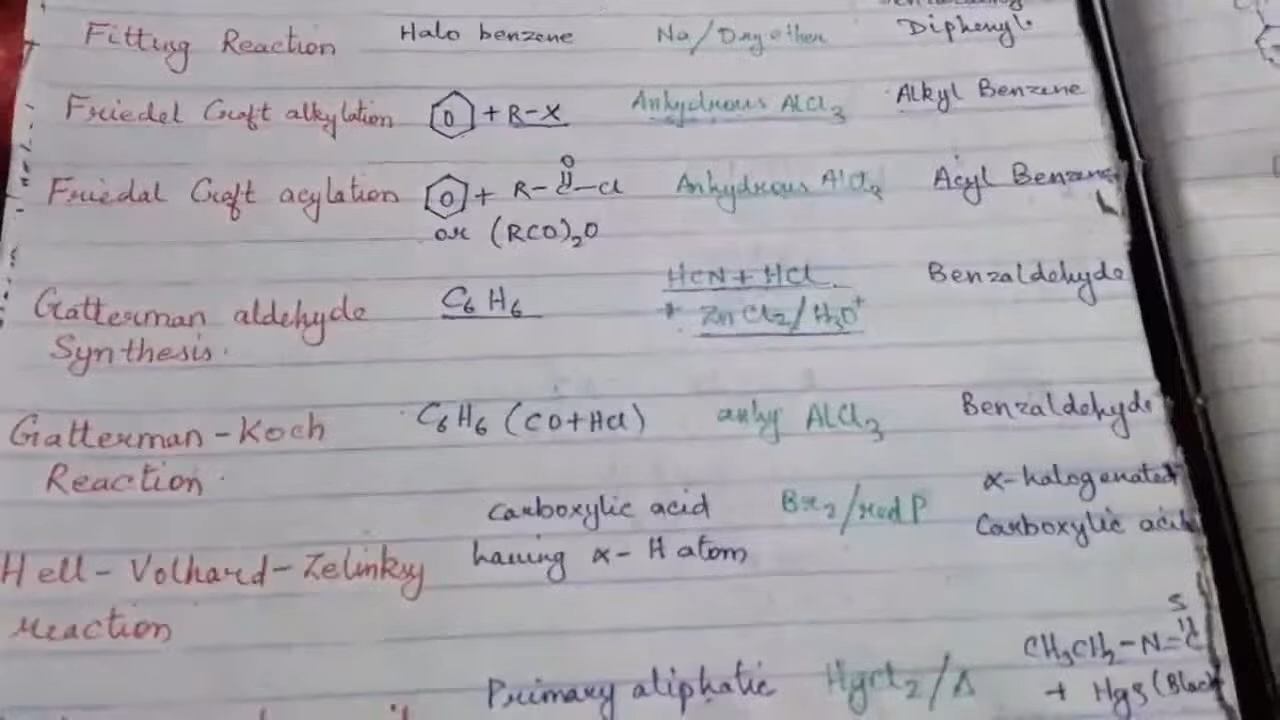 Fittig Reaction Halo benzene Na/Dry ether Diphenyl
Friedel Craft alkylation + R-X Anhydrous AlCl3 Alkyl Benzene
O
Friedal Craft acylation + R-C-Cl Anhydrous AlCl3 Acyl Benzene
or (RCO)2O
HCN + HCl Benzaldehyde
Gatterman aldehyde C6H6 + ZnCl2/H3O+
Synthesis.
Gatterman-Koch C6H6 (CO+HCl) anhy AlCl3 Benzaldehyde
Reaction.
α-halogenated
carboxylic acid Br2/red P Carboxylic acid
Hell-Volhard-Zelinksy having α-H atom
reaction
S
CH3CH2-N=C
Primary aliphatic HgCl2/Δ + HgS (Black